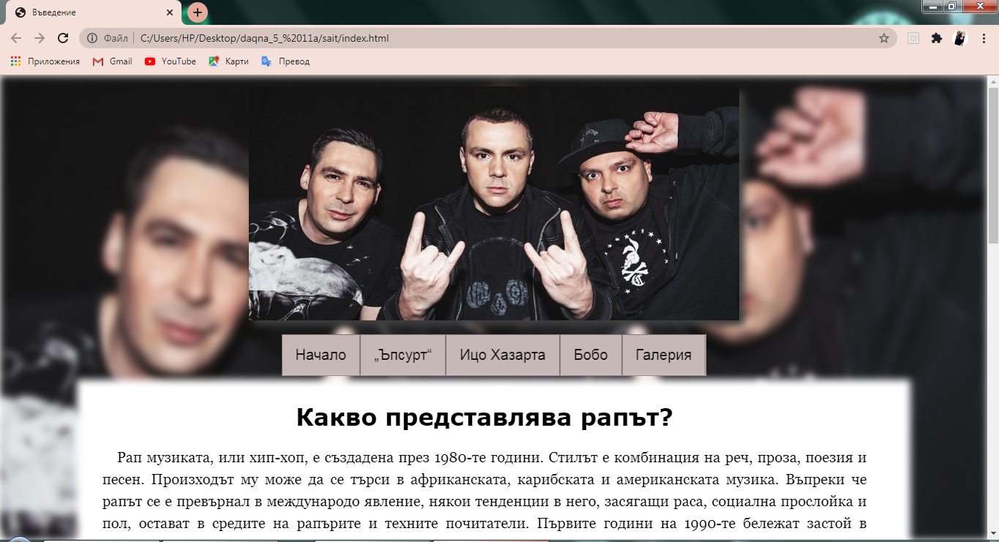 Въведение
Файл C:/Users/HP/Desktop/daqna_5_%2011a/sait/index.html
Приложения Gmail YouTube Карти Превод
Начало „Ъпсурт“ Ицо Хазарта Бобо Галерия
Какво представлява рапът?
Рап музиката, или хип-хоп, е създадена през 1980-те години. Стилът е комбинация на реч, проза, поезия и
песен. Произходът му може да се търси в африканската, карибската и американската музика. Въпреки че
рапът се е превърнал в международо явление, някои тенденции в него, засягащи раса, социална прослойка и
пол, остават в средите на рапърите и техните почитатели. Първите години на 1990-те бележат застой в